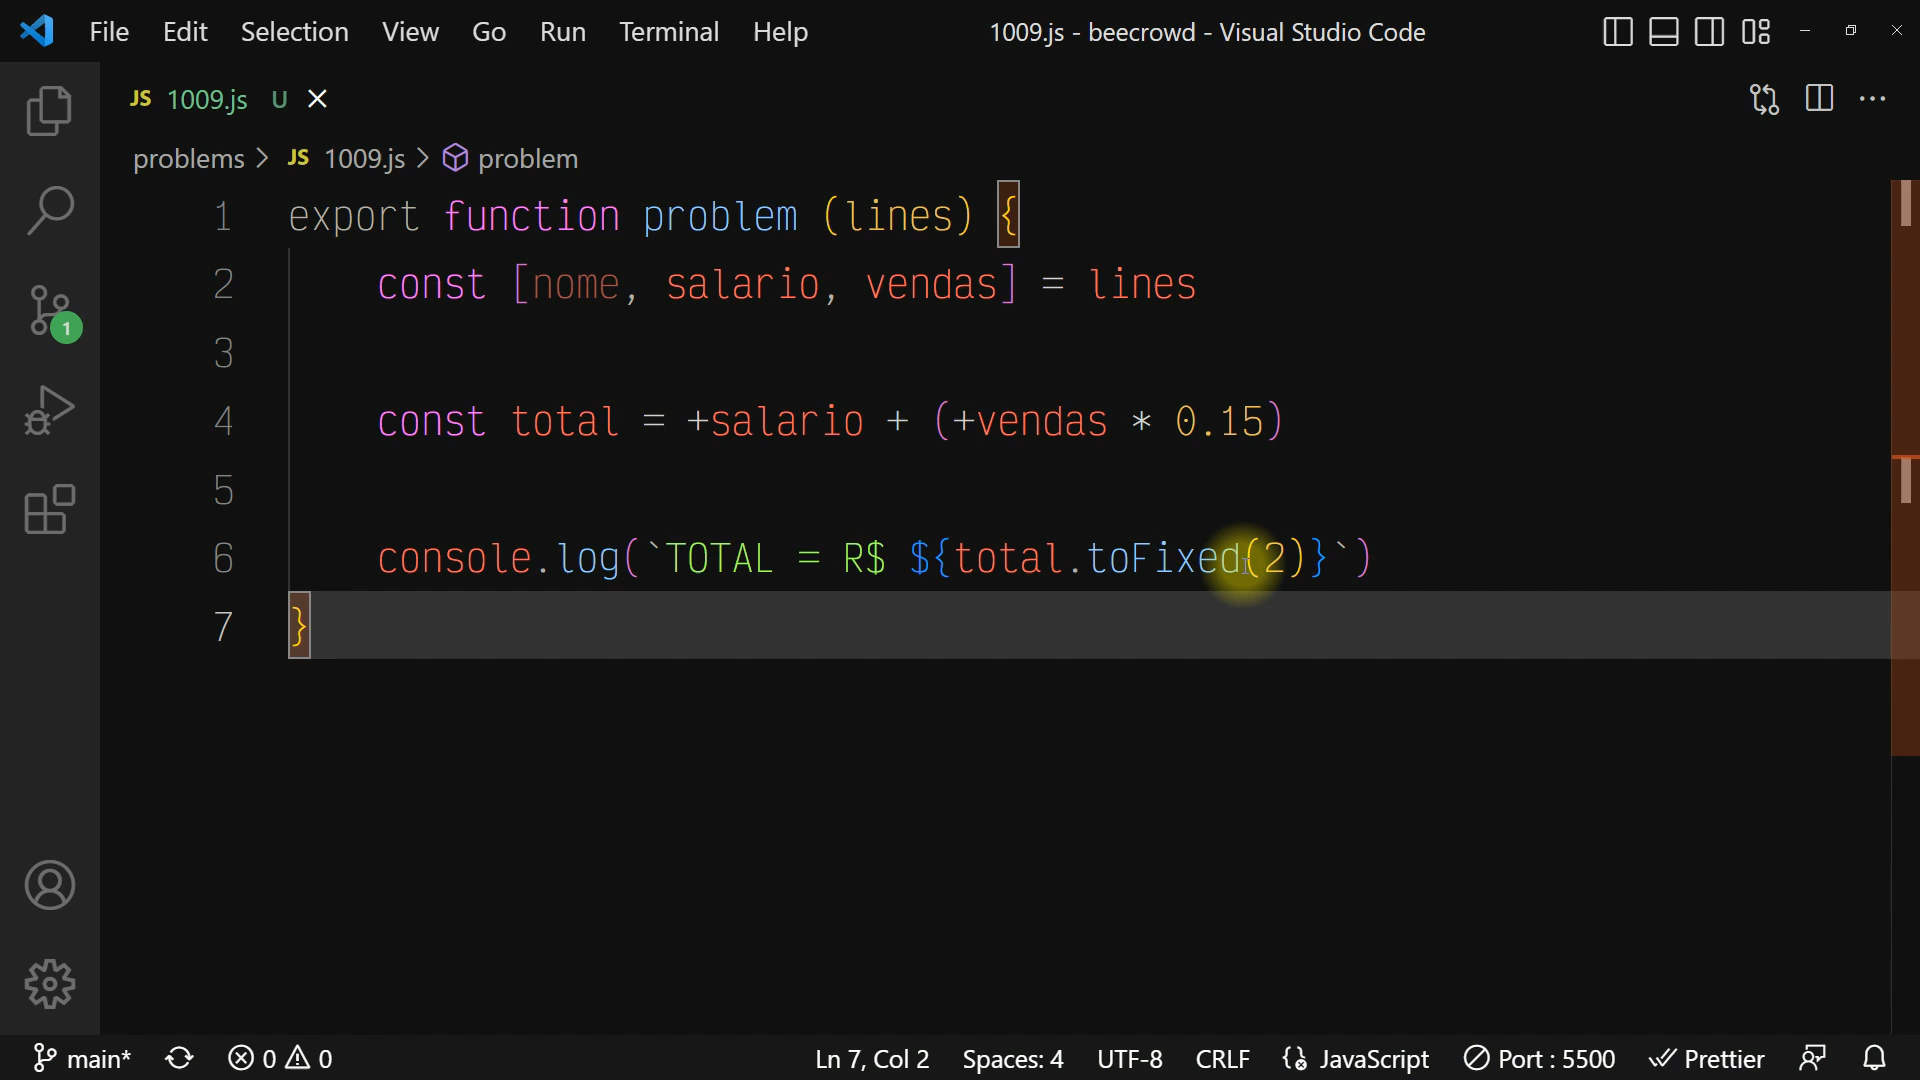 File Edit Selection View Go Run Terminal Help 1009.js - beecrowd - Visual Studio Code
JS 1009.js U
problems > JS 1009.js > problem
1 export function problem (lines) {
2 const [nome, salario, vendas] = lines
3
4 const total = +salario + (+vendas * 0.15)
5
6 console.log(`TOTAL = R$ ${total.toFixed(2)}`)
7 }
1
main* 0 0 Ln 7, Col 2 Spaces: 4 UTF-8 CRLF JavaScript Port : 5500 Prettier